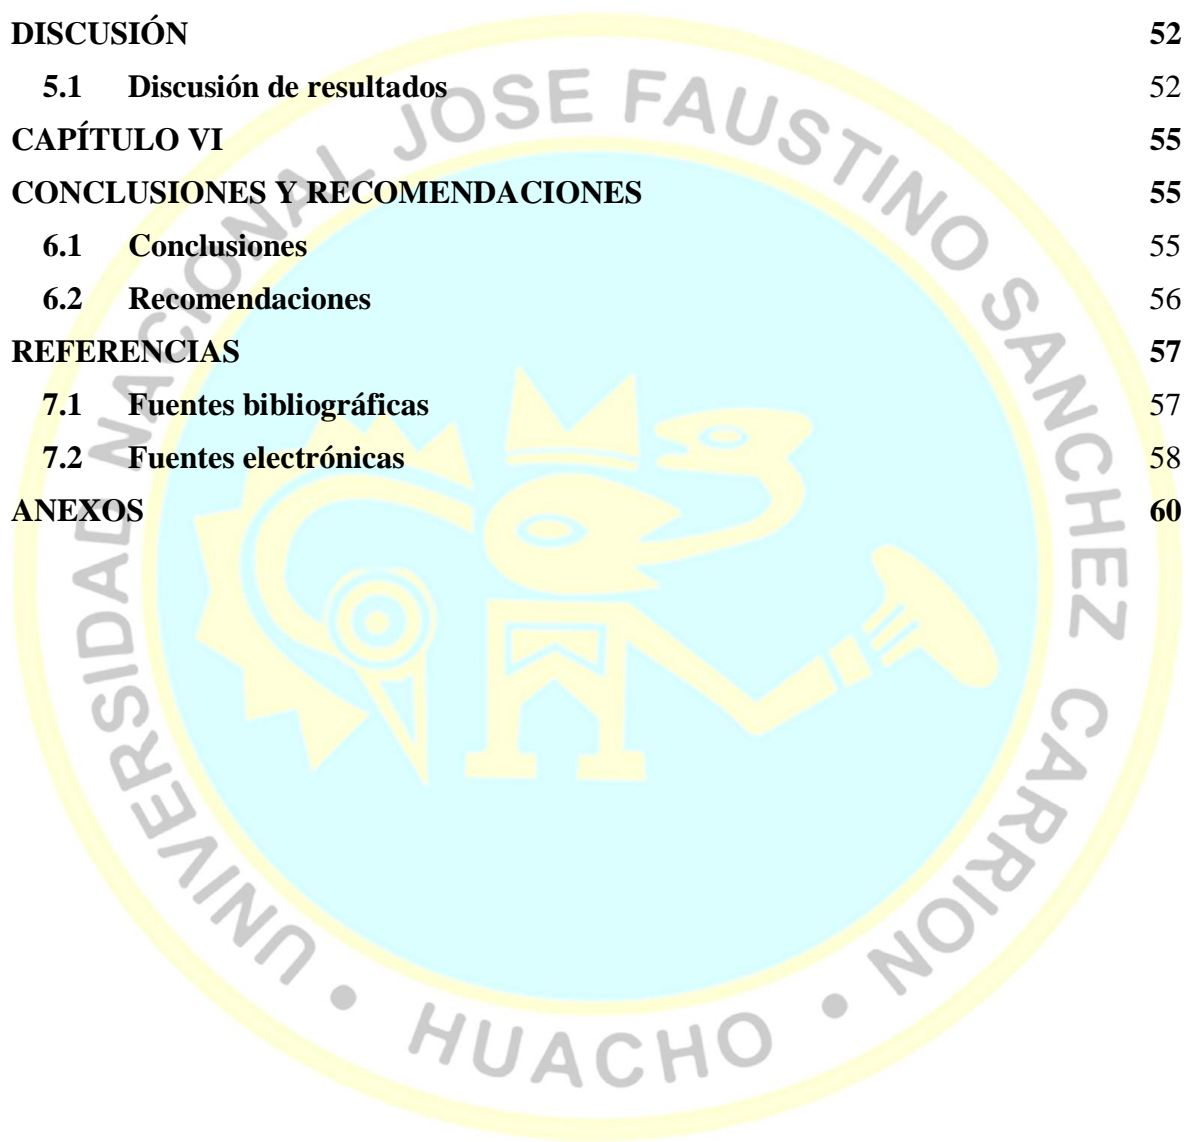 DISCUSIÓN 52
5.1 Discusión de resultados 52
CAPÍTULO VI 55
CONCLUSIONES Y RECOMENDACIONES 55
6.1 Conclusiones 55
6.2 Recomendaciones 56
REFERENCIAS 57
7.1 Fuentes bibliográficas 57
7.2 Fuentes electrónicas 58
ANEXOS 60
UNIVERSIDAD NACIONAL JOSE FAUSTINO SANCHEZ CARRION
• HUACHO •